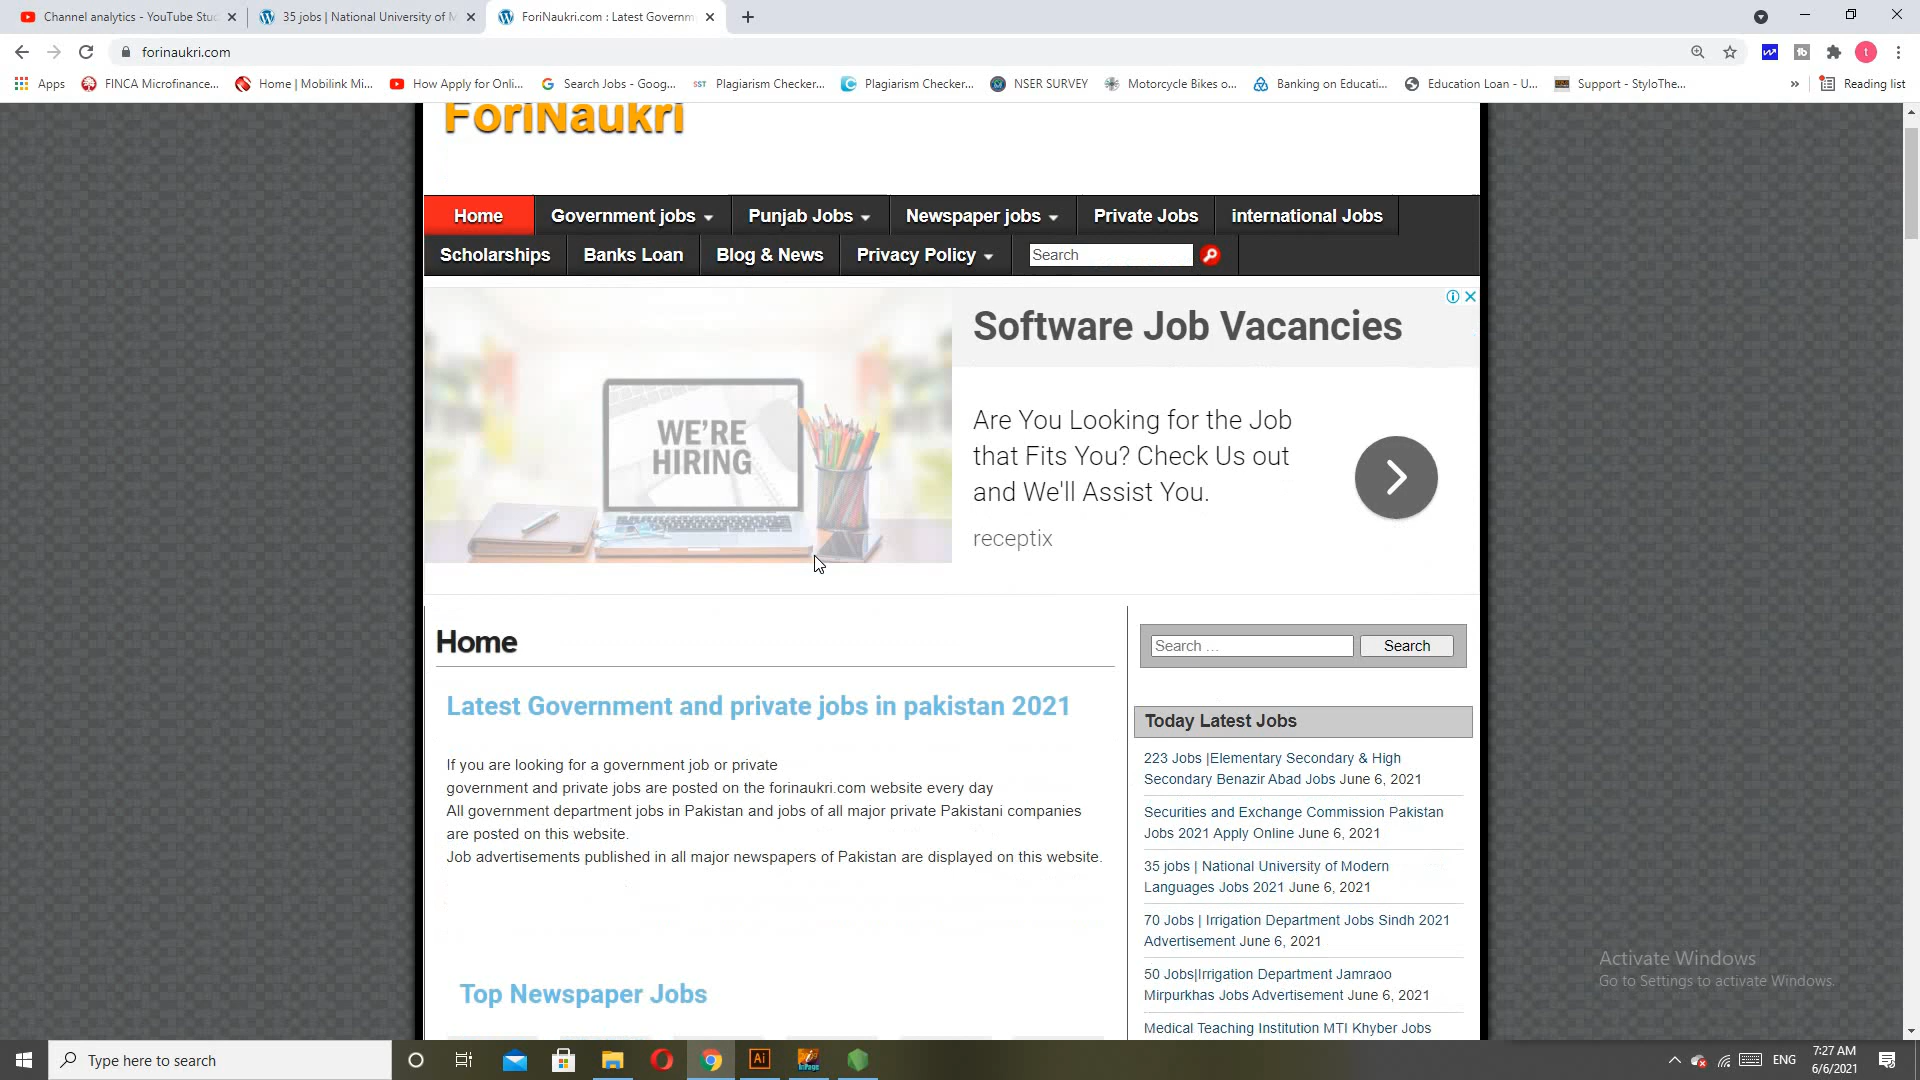 Channel analytics - YouTube Stu
35 jobs | National University of M
ForiNaukri.com : Latest Governm
forinaukri.com
t
Apps
FINCA Microfinance...
Home | Mobilink Mi...
How Apply for Onli...
Search Jobs - Goog...
SST
Plagiarism Checker...
Plagiarism Checker...
NSER SURVEY
Motorcycle Bikes o...
Banking on Educati...
Education Loan - U...
Support - StyloThe...
»
Reading list
ForiNaukri
Home
Government jobs
Punjab Jobs
Newspaper jobs
Private Jobs
international Jobs
Scholarships
Banks Loan
Blog & News
Privacy Policy
Search
WE'RE
HIRING
Software Job Vacancies
Are You Looking for the Job
that Fits You? Check Us out
and We'll Assist You.
receptix
Home
Latest Government and private jobs in pakistan 2021
If you are looking for a government job or private
government and private jobs are posted on the forinaukri.com website every day
All government department jobs in Pakistan and jobs of all major private Pakistani companies
are posted on this website.
Job advertisements published in all major newspapers of Pakistan are displayed on this website.
Top Newspaper Jobs
Search ...
Search
Today Latest Jobs
223 Jobs |Elementary Secondary & High
Secondary Benazir Abad Jobs June 6, 2021
Securities and Exchange Commission Pakistan
Jobs 2021 Apply Online June 6, 2021
35 jobs | National University of Modern
Languages Jobs 2021 June 6, 2021
70 Jobs | Irrigation Department Jobs Sindh 2021
Advertisement June 6, 2021
50 Jobs|Irrigation Department Jamraoo
Mirpurkhas Jobs Advertisement June 6, 2021
Medical Teaching Institution MTI Khyber Jobs
Activate Windows
Go to Settings to activate Windows.
Type here to search
Ai
InPage
ENG
7:27 AM
6/6/2021